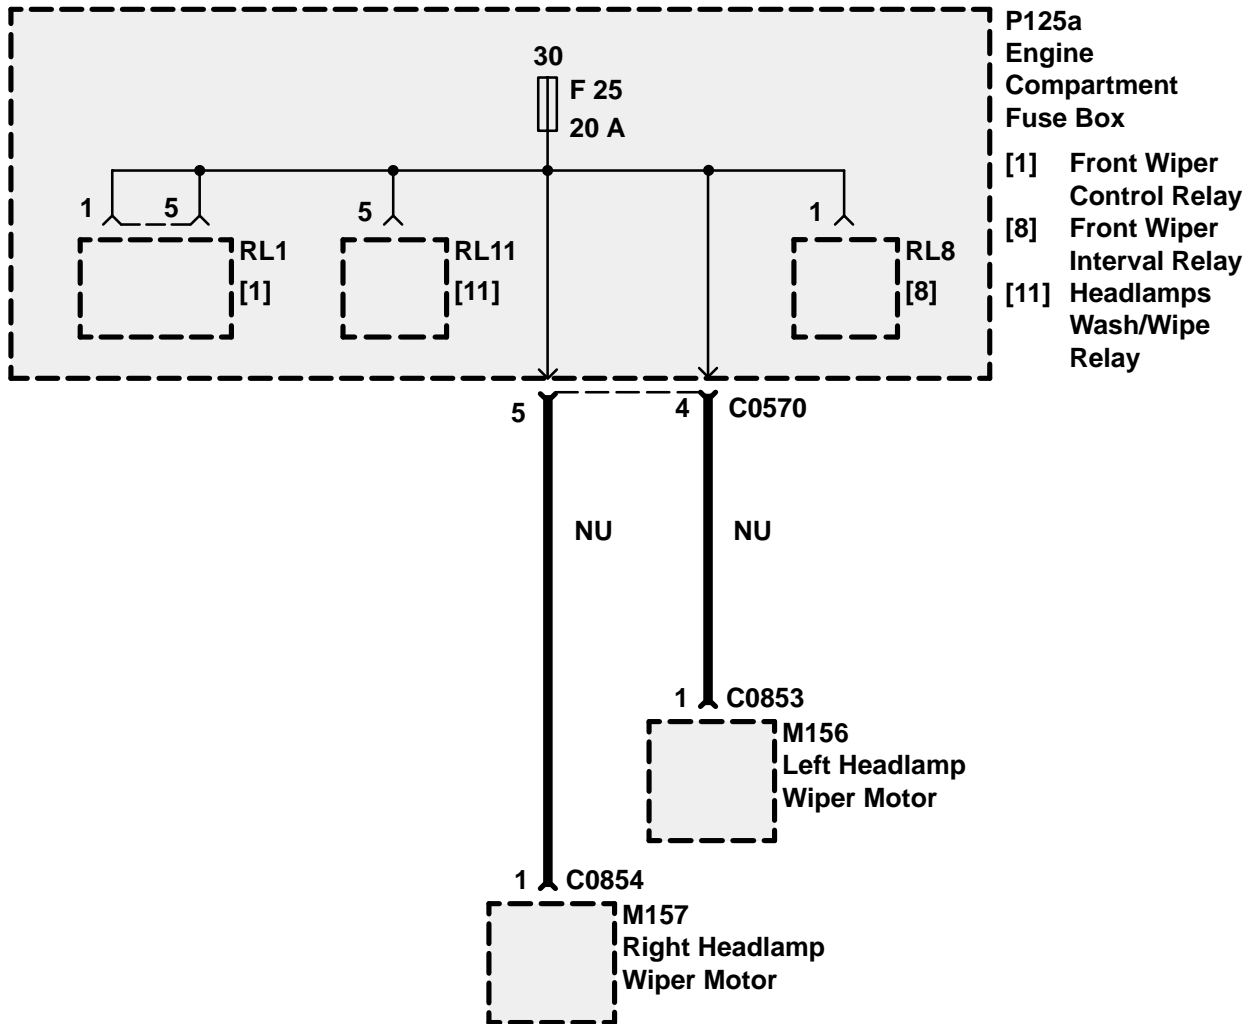 P125a
Engine
Compartment
Fuse Box
[1] Front Wiper
Control Relay
[8] Front Wiper
Interval Relay
[11] Headlamps
Wash/Wipe
Relay
30
F 25
20 A
1 5 5 1
RL1 RL11 RL8
[1] [11] [8]
5 4 C0570
NU NU
1 C0853
M156
Left Headlamp
Wiper Motor
1 C0854
M157
Right Headlamp
Wiper Motor